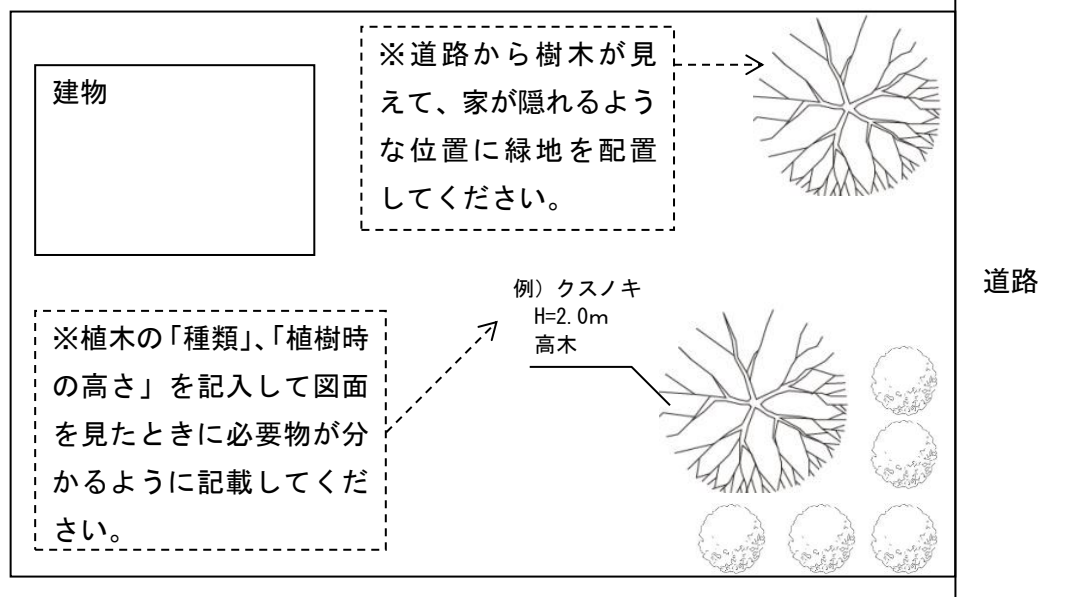 建物
※道路から樹木が見
えて、家が隠れるよう
な位置に緑地を配置
してください。
道路
例）クスノキ
H=2.0m
高木
※植木の「種類」、「植樹時
の高さ」を記入して図面
を見たときに必要物が分
かるように記載してくだ
さい。